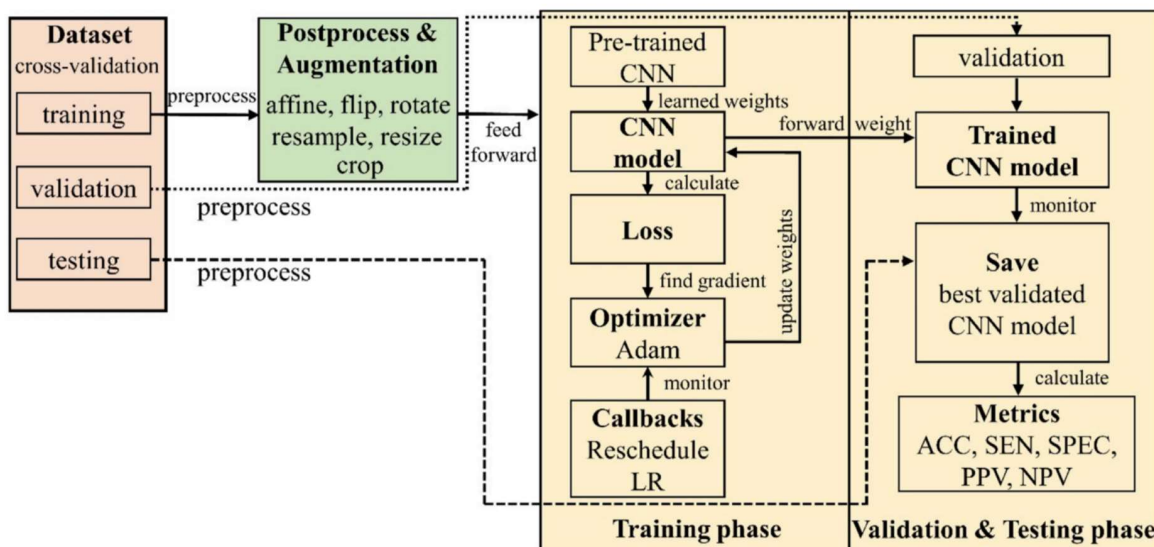 Dataset
cross-validation
training
validation
testing
preprocess
preprocess
preprocess
Postprocess &
Augmentation
affine, flip, rotate
resample, resize
crop
feed
forward
Pre-trained
CNN
learned weights
CNN
model
calculate
Loss
find gradient
Optimizer
Adam
monitor
Callbacks
Reschedule
LR
update weights
Training phase
forward weight
validation
Trained
CNN model
monitor
Save
best validated
CNN model
calculate
Metrics
ACC, SEN, SPEC,
PPV, NPV
Validation & Testing phase